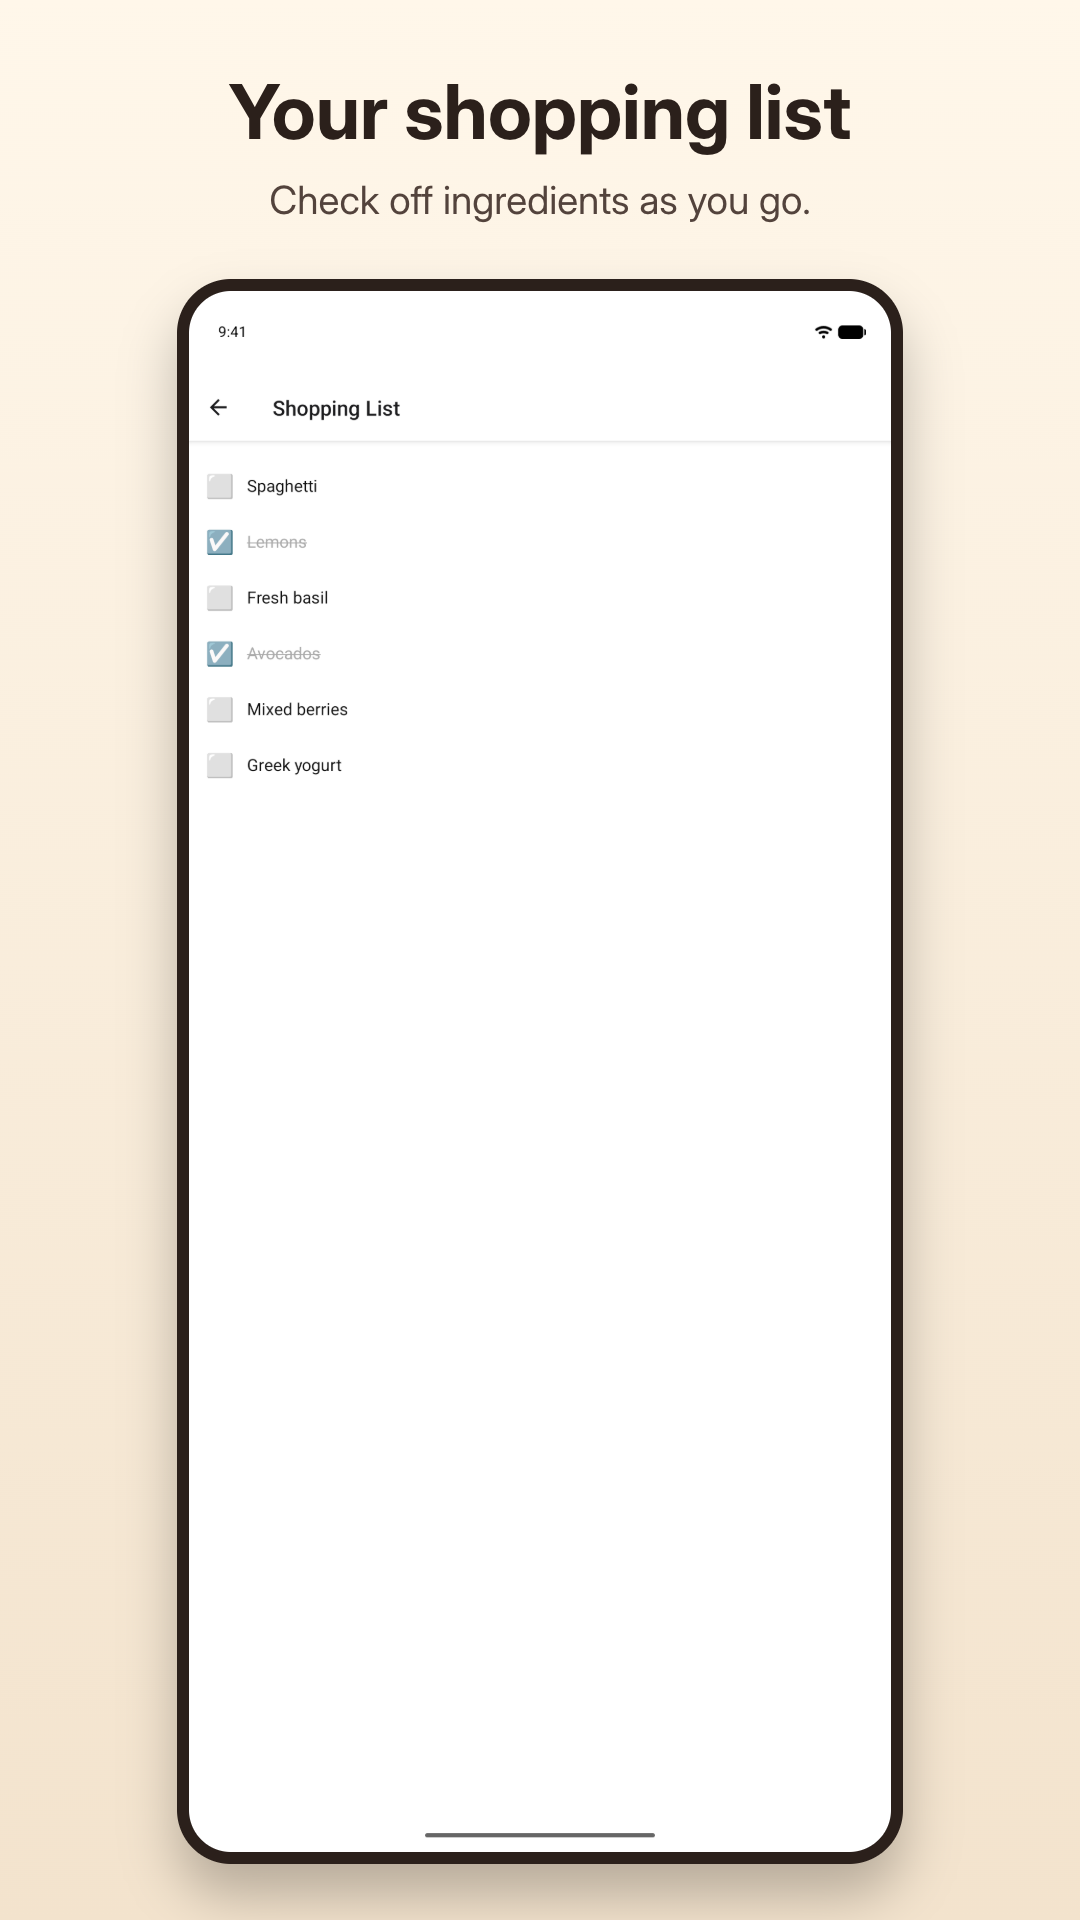 Your shopping list
Check off ingredients as you go.
9:41
Shopping List
Spaghetti
Lemons
Fresh basil
Avocados
Mixed berries
Greek yogurt